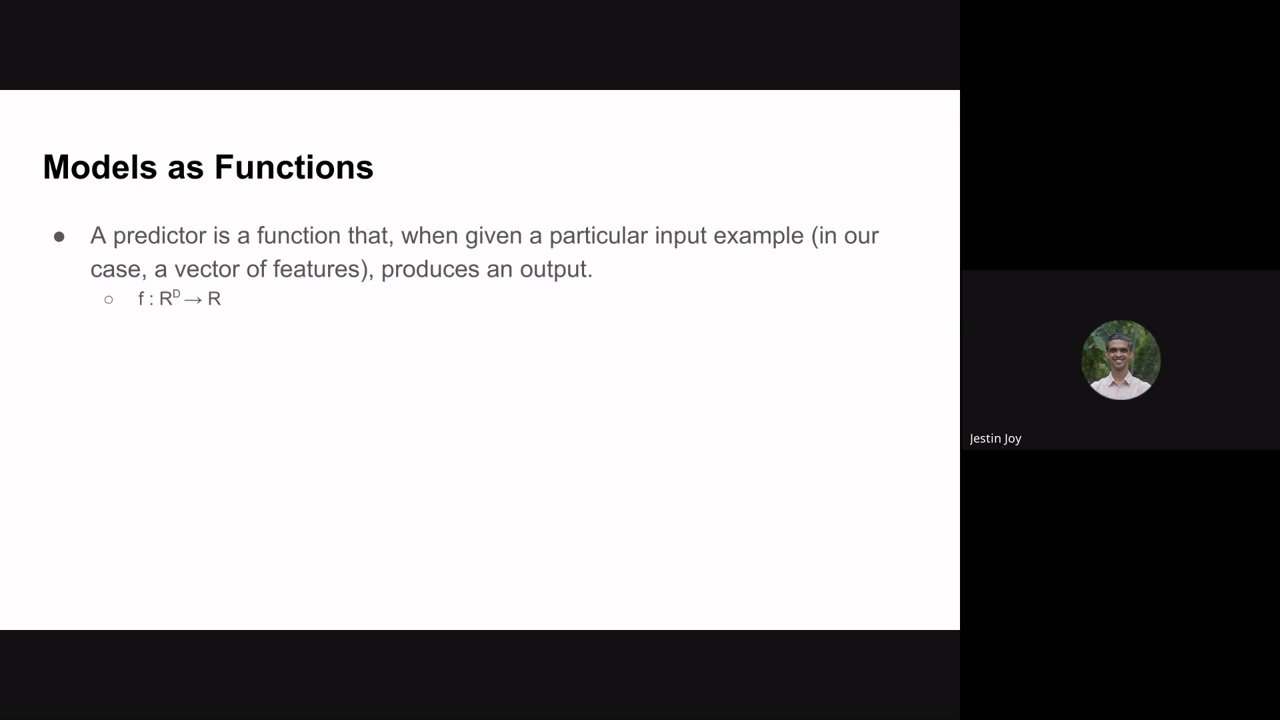 Models as Functions
● A predictor is a function that, when given a particular input example (in our
case, a vector of features), produces an output.
○ f : Rᴰ → R
Jestin Joy